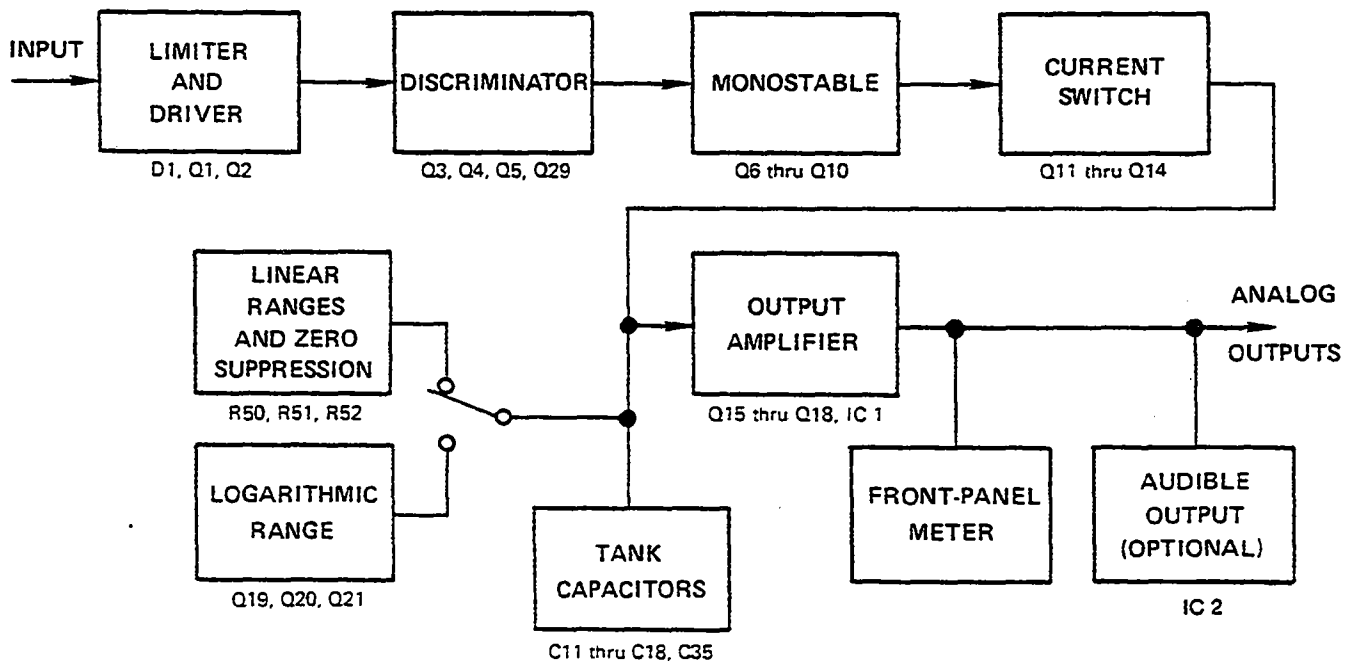 INPUT
LIMITER
AND
DRIVER
D1, Q1, Q2
DISCRIMINATOR
Q3, Q4, Q5, Q29
MONOSTABLE
Q6 thru Q10
CURRENT
SWITCH
Q11 thru Q14
LINEAR
RANGES
AND ZERO
SUPPRESSION
R50, R51, R52
LOGARITHMIC
RANGE
Q19, Q20, Q21
TANK
CAPACITORS
C11 thru C18, C35
OUTPUT
AMPLIFIER
Q15 thru Q18, IC 1
FRONT-PANEL
METER
ANALOG
OUTPUTS
AUDIBLE
OUTPUT
(OPTIONAL)
IC 2